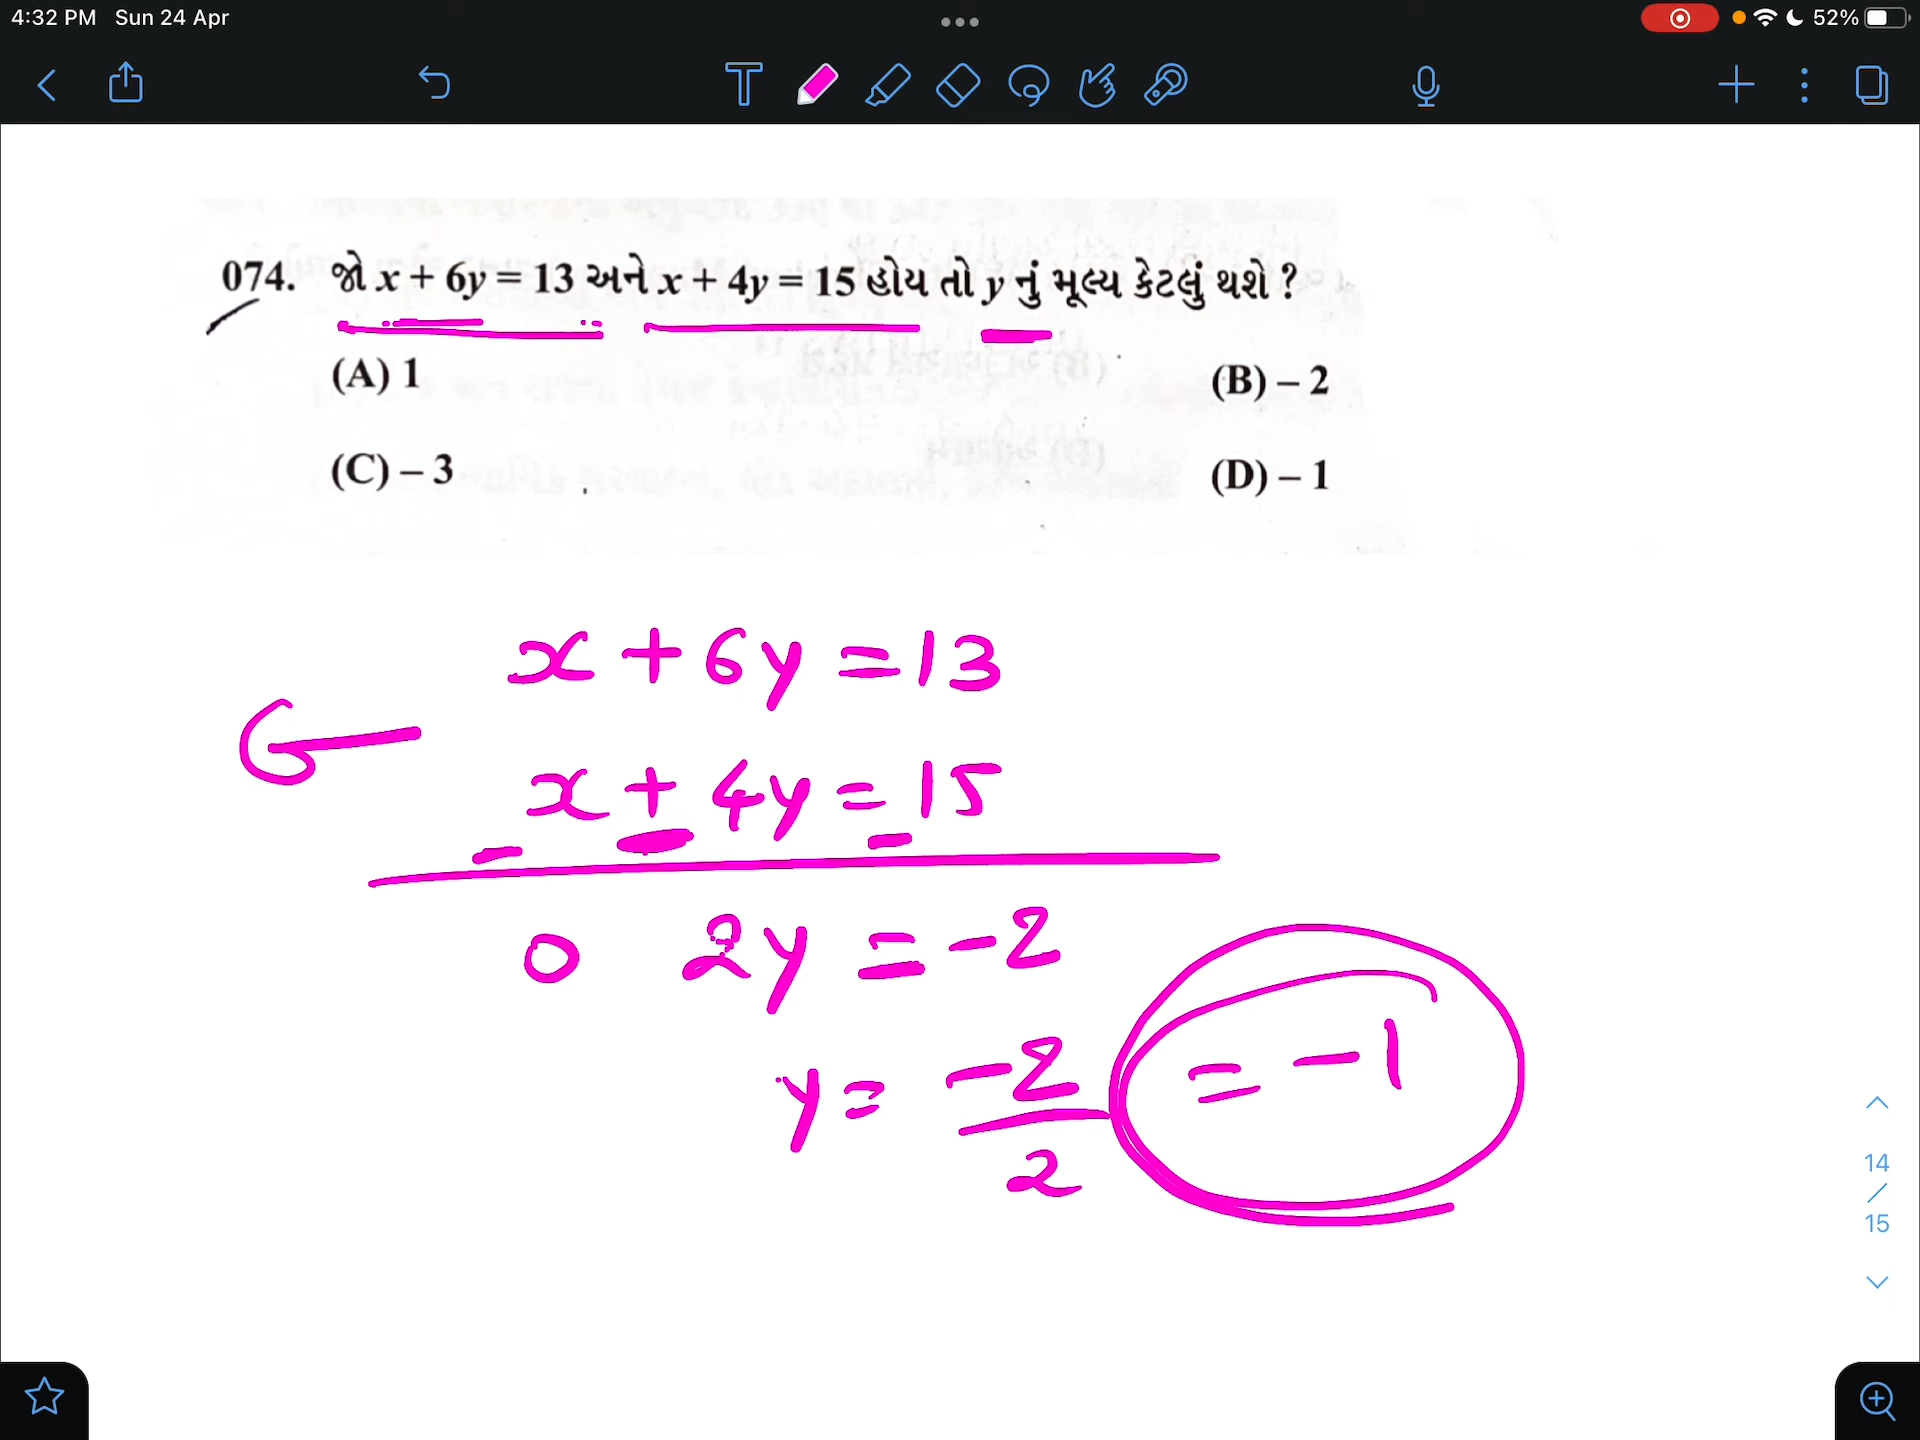 4:32 PM Sun 24 Apr
52%
074. જો x + 6y = 13 અને x + 4y = 15 હોય તો y નું મૂલ્ય કેટલું થશે ?
(A) 1
(B) – 2
(C) – 3
(D) – 1
x + 6y = 13
x + 4y = 15
0 2y = -2
y = -2/2 = -1
14
/
15